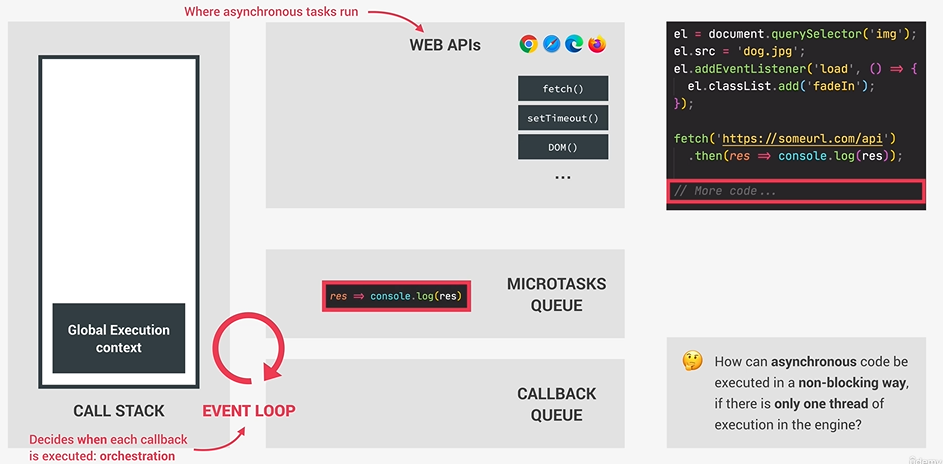 Where asynchronous tasks run
WEB APIs
fetch()
setTimeout()
DOM()
...
el = document.querySelector('img');
el.src = 'dog.jpg';
el.addEventListener('load', () => {
el.classList.add('fadeIn');
});
fetch('https://someurl.com/api')
.then(res => console.log(res));
// More code...
Global Execution
context
CALL STACK
EVENT LOOP
Decides when each callback
is executed: orchestration
res => console.log(res)
MICROTASKS
QUEUE
CALLBACK
QUEUE
How can asynchronous code be
executed in a non-blocking way,
if there is only one thread of
execution in the engine?
Udemy